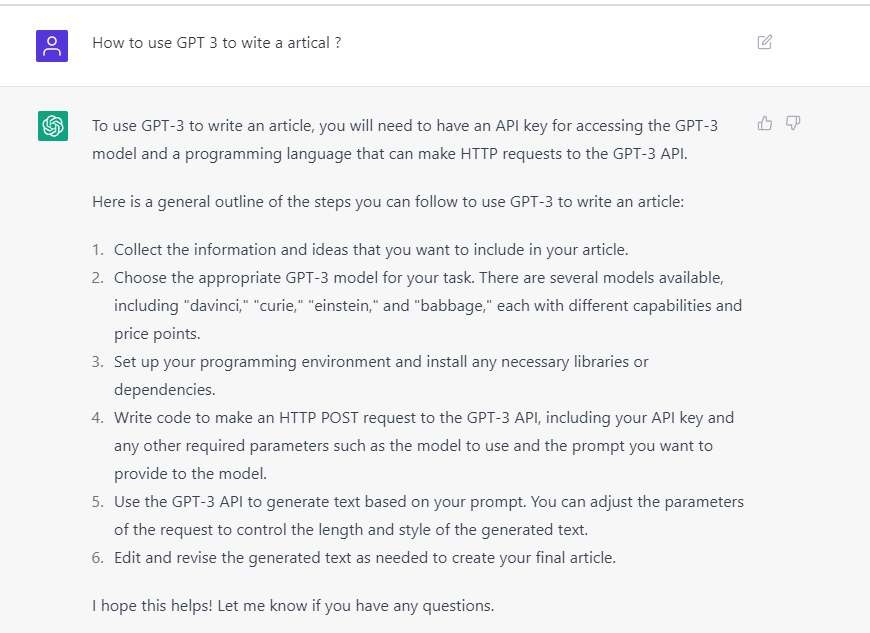 How to use GPT 3 to wite a artical ?
To use GPT-3 to write an article, you will need to have an API key for accessing the GPT-3
model and a programming language that can make HTTP requests to the GPT-3 API.
Here is a general outline of the steps you can follow to use GPT-3 to write an article:
1. Collect the information and ideas that you want to include in your article.
2. Choose the appropriate GPT-3 model for your task. There are several models available,
including "davinci," "curie," "einstein," and "babbage," each with different capabilities and
price points.
3. Set up your programming environment and install any necessary libraries or
dependencies.
4. Write code to make an HTTP POST request to the GPT-3 API, including your API key and
any other required parameters such as the model to use and the prompt you want to
provide to the model.
5. Use the GPT-3 API to generate text based on your prompt. You can adjust the parameters
of the request to control the length and style of the generated text.
6. Edit and revise the generated text as needed to create your final article.
I hope this helps! Let me know if you have any questions.